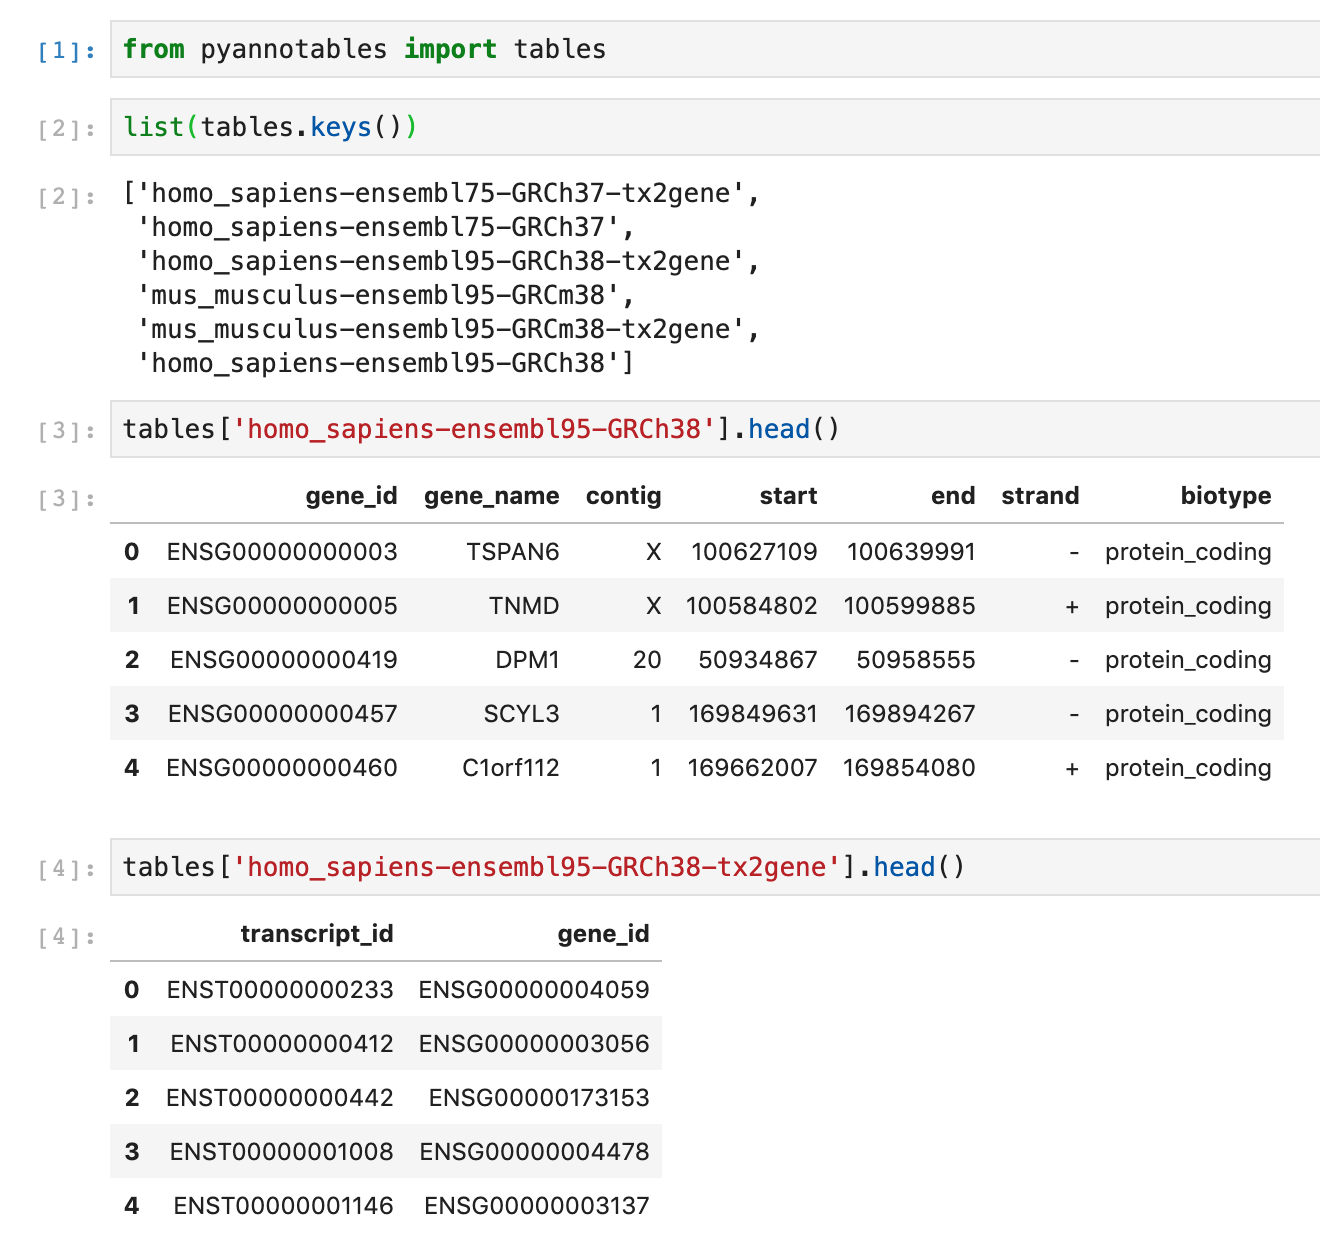 [1]: from pyannotables import tables
[2]: list(tables.keys())
[2]: ['homo_sapiens-ensembl75-GRCh37-tx2gene',
'homo_sapiens-ensembl75-GRCh37',
'homo_sapiens-ensembl95-GRCh38-tx2gene',
'mus_musculus-ensembl95-GRCm38',
'mus_musculus-ensembl95-GRCm38-tx2gene',
'homo_sapiens-ensembl95-GRCh38']
[3]: tables['homo_sapiens-ensembl95-GRCh38'].head()
[3]: gene_id gene_name contig start end strand biotype
0 ENSG00000000003 TSPAN6 X 100627109 100639991 - protein_coding
1 ENSG00000000005 TNMD X 100584802 100599885 + protein_coding
2 ENSG00000000419 DPM1 20 50934867 50958555 - protein_coding
3 ENSG00000000457 SCYL3 1 169849631 169894267 - protein_coding
4 ENSG00000000460 C1orf112 1 169662007 169854080 + protein_coding
[4]: tables['homo_sapiens-ensembl95-GRCh38-tx2gene'].head()
[4]: transcript_id gene_id
0 ENST00000000233 ENSG00000004059
1 ENST00000000412 ENSG00000003056
2 ENST00000000442 ENSG00000173153
3 ENST00000001008 ENSG00000004478
4 ENST00000001146 ENSG00000003137